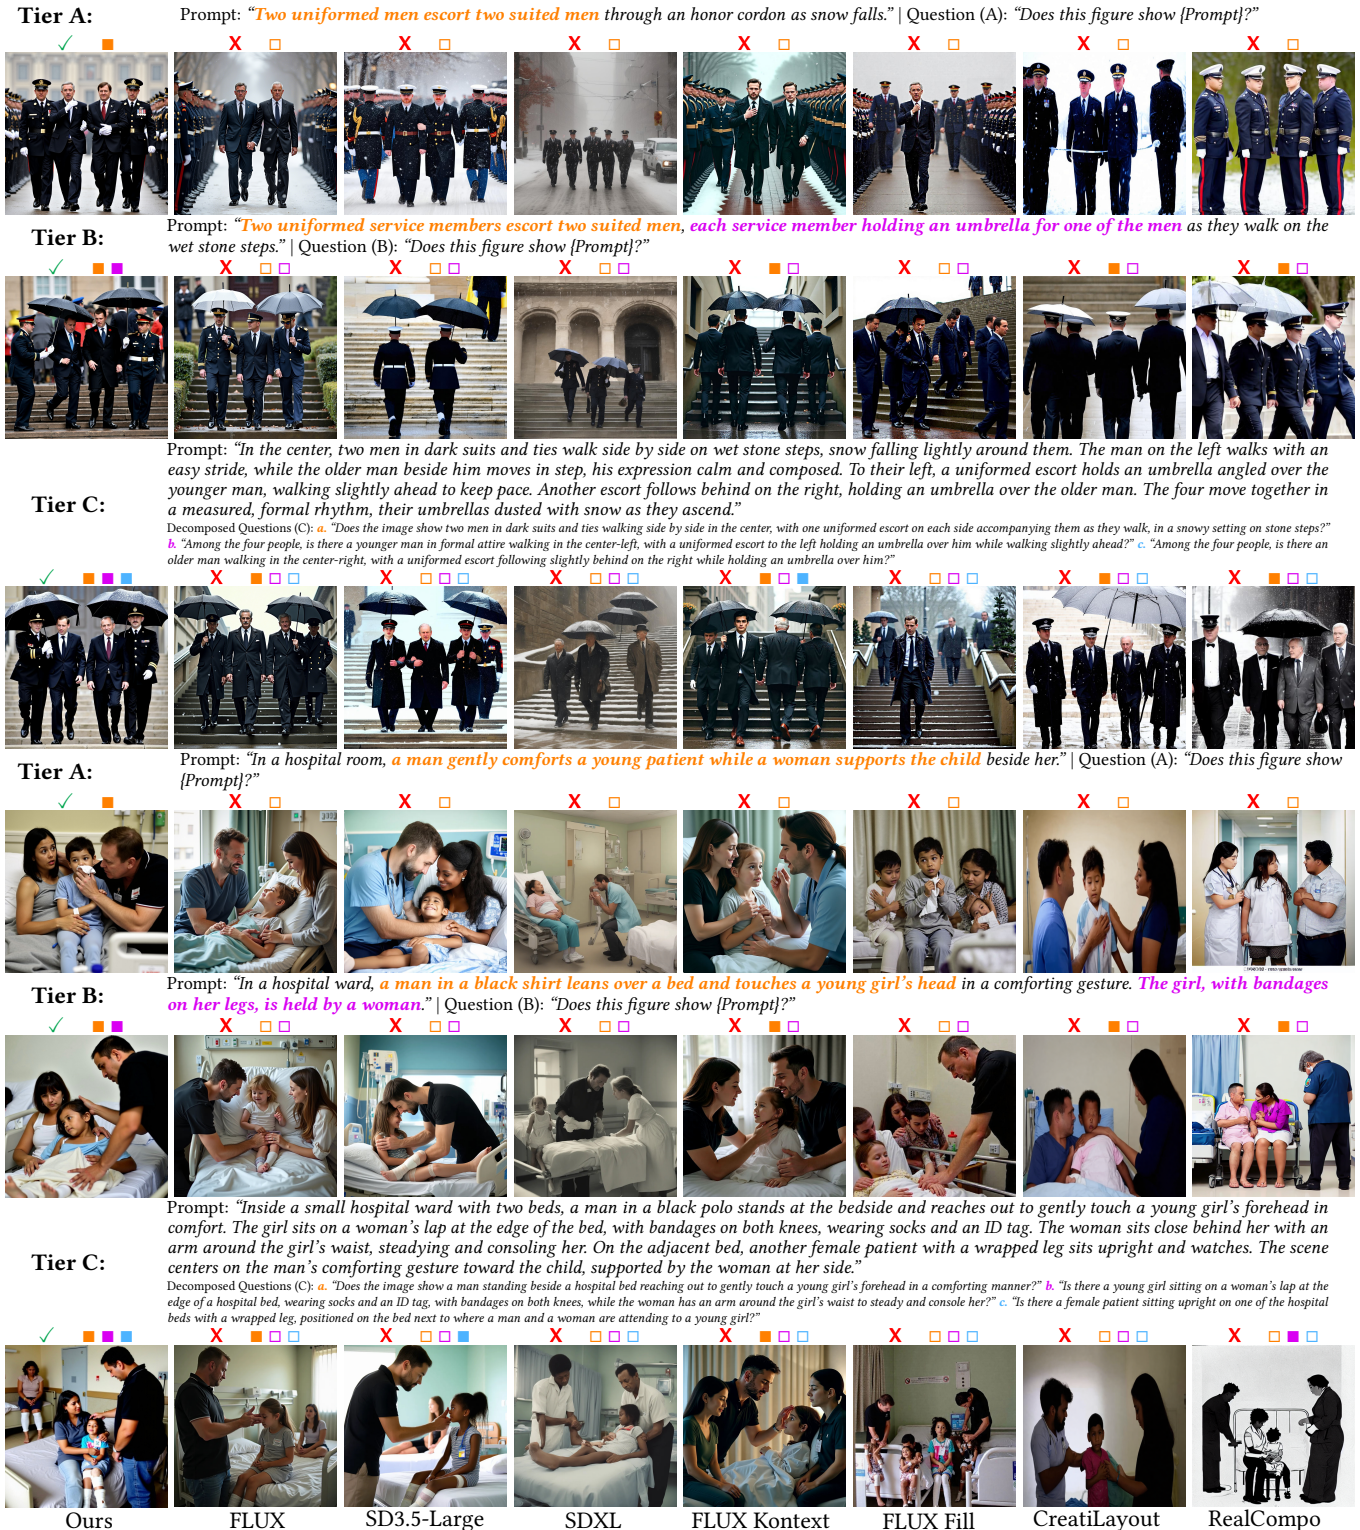 Tier A:
Prompt: “Two uniformed men escort two suited men through an honor cordon as snow falls.” | Question (A): “Does this figure show {Prompt}?”
Tier B:
Prompt: “Two uniformed service members escort two suited men, each service member holding an umbrella for one of the men as they walk on the
wet stone steps.” | Question (B): “Does this figure show {Prompt}?”
Tier C:
Prompt: “In the center, two men in dark suits and ties walk side by side on wet stone steps, snow falling lightly around them. The man on the left walks with an
easy stride, while the older man beside him moves in step, his expression calm and composed. To their left, a uniformed escort holds an umbrella angled over the
younger man, walking slightly ahead to keep pace. Another escort follows behind on the right, holding an umbrella over the older man. The four move together in
a measured, formal rhythm, their umbrellas dusted with snow as they ascend.”
Decomposed Questions (C): a. “Does the image show two men in dark suits and ties walking side by side in the center, with one uniformed escort on each side accompanying them as they walk, in a snowy setting on stone steps?”
b. “Among the four people, is there a younger man in formal attire walking in the center-left, with a uniformed escort to the left holding an umbrella over him while walking slightly ahead?” c. “Among the four people, is there an
older man walking in the center-right, with a uniformed escort following slightly behind on the right while holding an umbrella over him?”
Tier A:
Prompt: “In a hospital room, a man gently comforts a young patient while a woman supports the child beside her.” | Question (A): “Does this figure show
{Prompt}?”
Tier B:
Prompt: “In a hospital ward, a man in a black shirt leans over a bed and touches a young girl’s head in a comforting gesture. The girl, with bandages
on her legs, is held by a woman.” | Question (B): “Does this figure show {Prompt}?”
Tier C:
Prompt: “Inside a small hospital ward with two beds, a man in a black polo stands at the bedside and reaches out to gently touch a young girl’s forehead in
comfort. The girl sits on a woman’s lap at the edge of the bed, with bandages on both knees, wearing socks and an ID tag. The woman sits close behind her with an
arm around the girl’s waist, steadying and consoling her. On the adjacent bed, another female patient with a wrapped leg sits upright and watches. The scene
centers on the man’s comforting gesture toward the child, supported by the woman at her side.”
Decomposed Questions (C): a. “Does the image show a man standing beside a hospital bed reaching out to gently touch a young girl’s forehead in a comforting manner?” b. “Is there a young girl sitting on a woman’s lap at the
edge of a hospital bed, wearing socks and an ID tag, with bandages on both knees, while the woman has an arm around the girl’s waist to steady and console her?” c. “Is there a female patient sitting upright on one of the hospital
beds with a wrapped leg, positioned on the bed next to where a man and a woman are attending to a young girl?”
Ours FLUX SD3.5-Large SDXL FLUX Kontext FLUX Fill CreatiLayout RealCompo